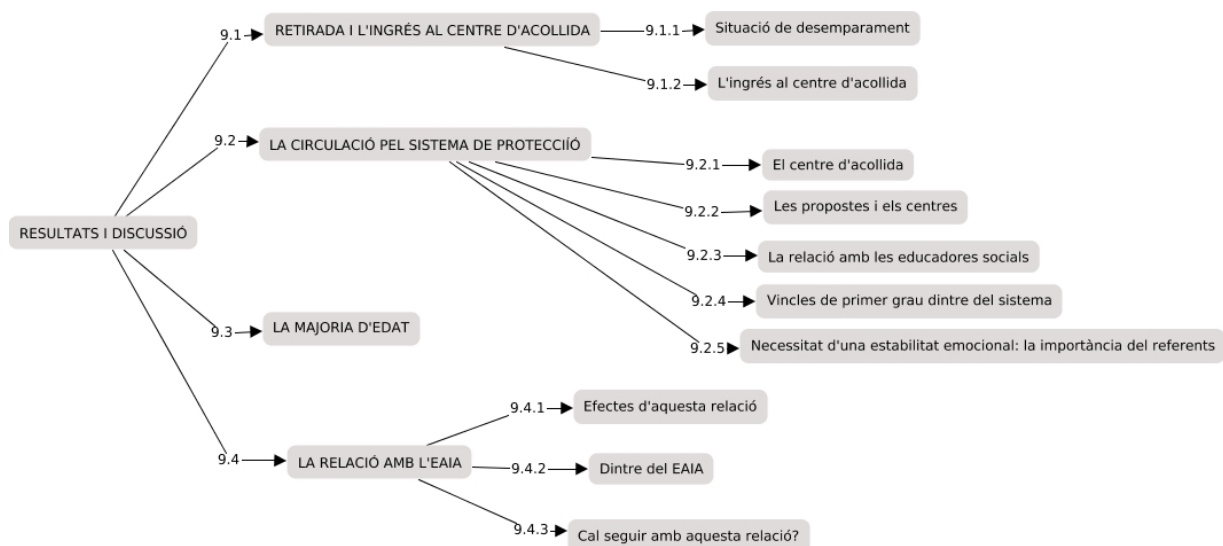 RESULTATS I DISCUSSIÓ
9.1
RETIRADA I L'INGRÉS AL CENTRE D'ACOLLIDA
9.1.1
Situació de desemparament
9.1.2
L'ingrés al centre d'acollida
9.2
LA CIRCULACIÓ PEL SISTEMA DE PROTECCIÍÓ
9.2.1
El centre d'acollida
9.2.2
Les propostes i els centres
9.2.3
La relació amb les educadores socials
9.2.4
Vincles de primer grau dintre del sistema
9.2.5
Necessitat d'una estabilitat emocional: la importància del referents
9.3
LA MAJORIA D'EDAT
9.4
LA RELACIÓ AMB L'EAIA
9.4.1
Efectes d'aquesta relació
9.4.2
Dintre del EAIA
9.4.3
Cal seguir amb aquesta relació?